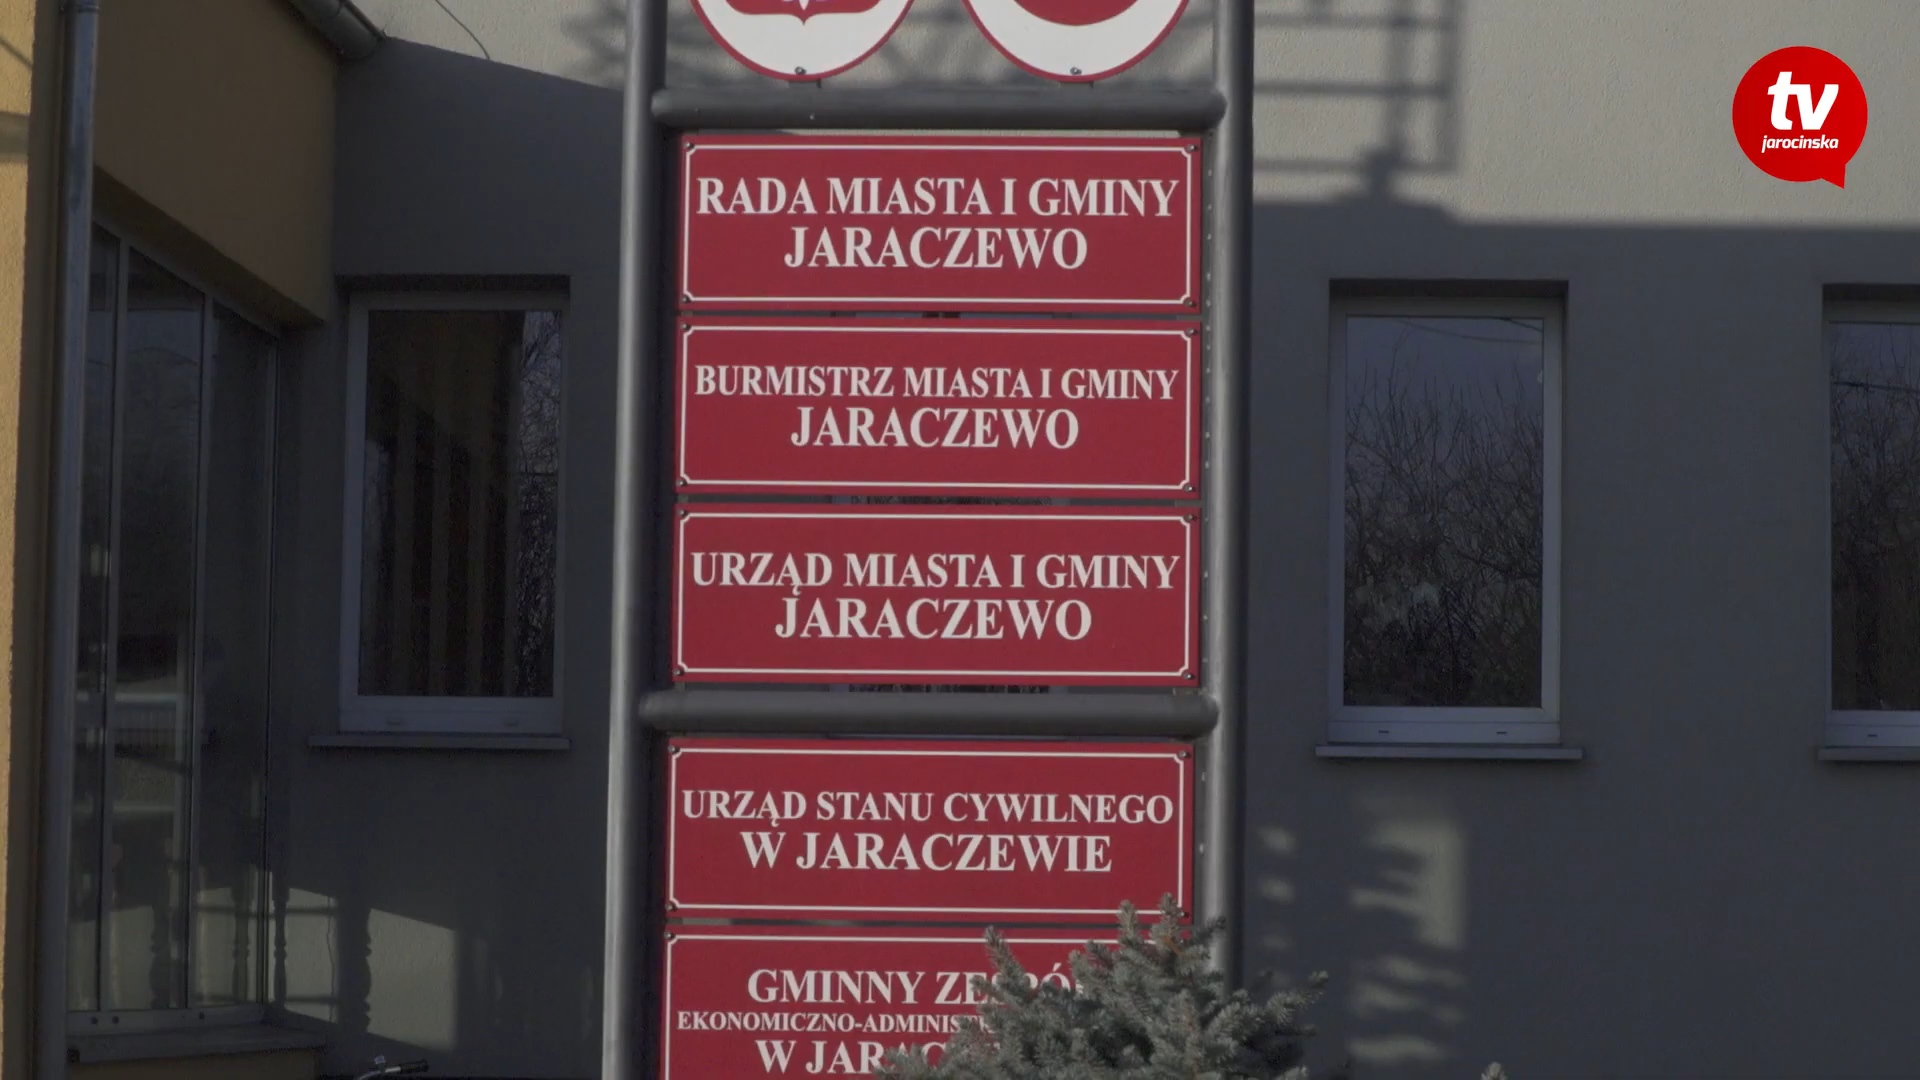 tv
jarocinska
RADA MIASTA I GMINY
JARACZEWO
BURMISTRZ MIASTA I GMINY
JARACZEWO
URZĄD MIASTA I GMINY
JARACZEWO
URZĄD STANU CYWILNEGO
W JARACZEWIE
GMINNY
W